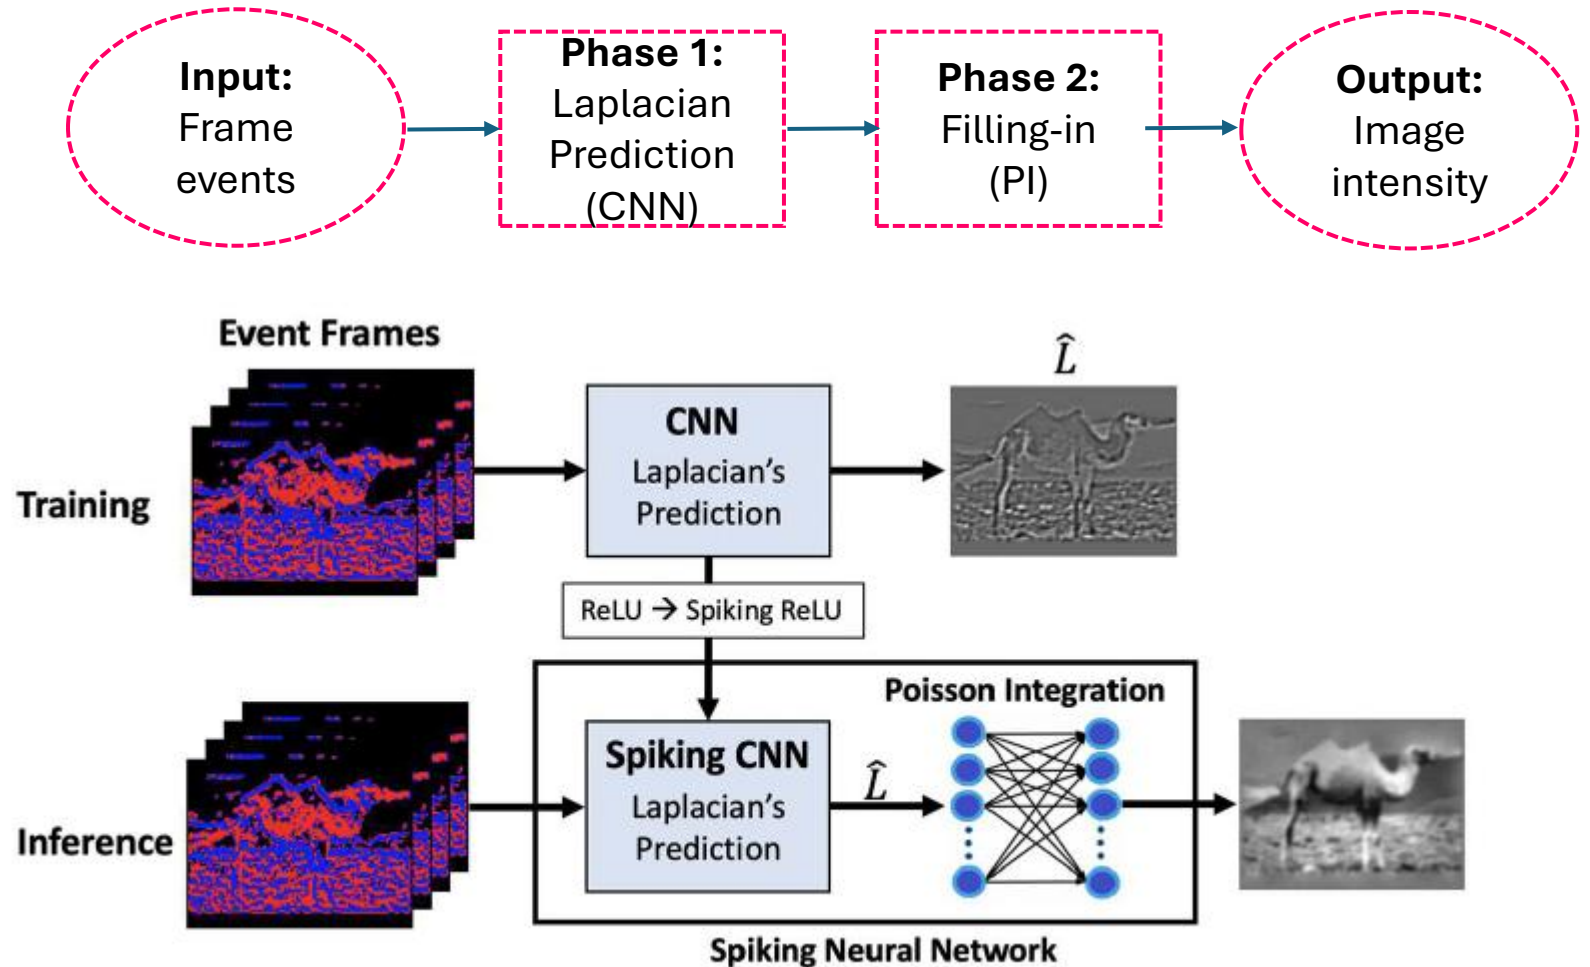 Input:
Frame
events
Phase 1:
Laplacian
Prediction
(CNN)
Phase 2:
Filling-in
(PI)
Output:
Image
intensity
Event Frames
L̂
Training
CNN
Laplacian’s
Prediction
ReLU → Spiking ReLU
Poisson Integration
Inference
Spiking CNN
Laplacian’s
Prediction
L̂
Spiking Neural Network